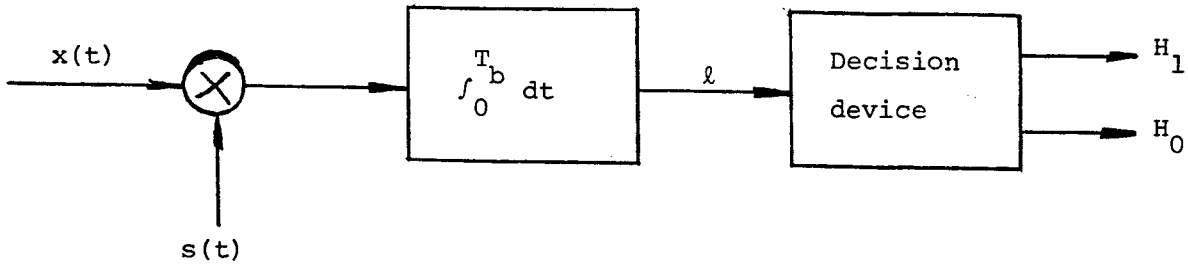 x(t)
s(t)
∫_0^{T_b} dt
ℓ
Decision
device
H_1
H_0